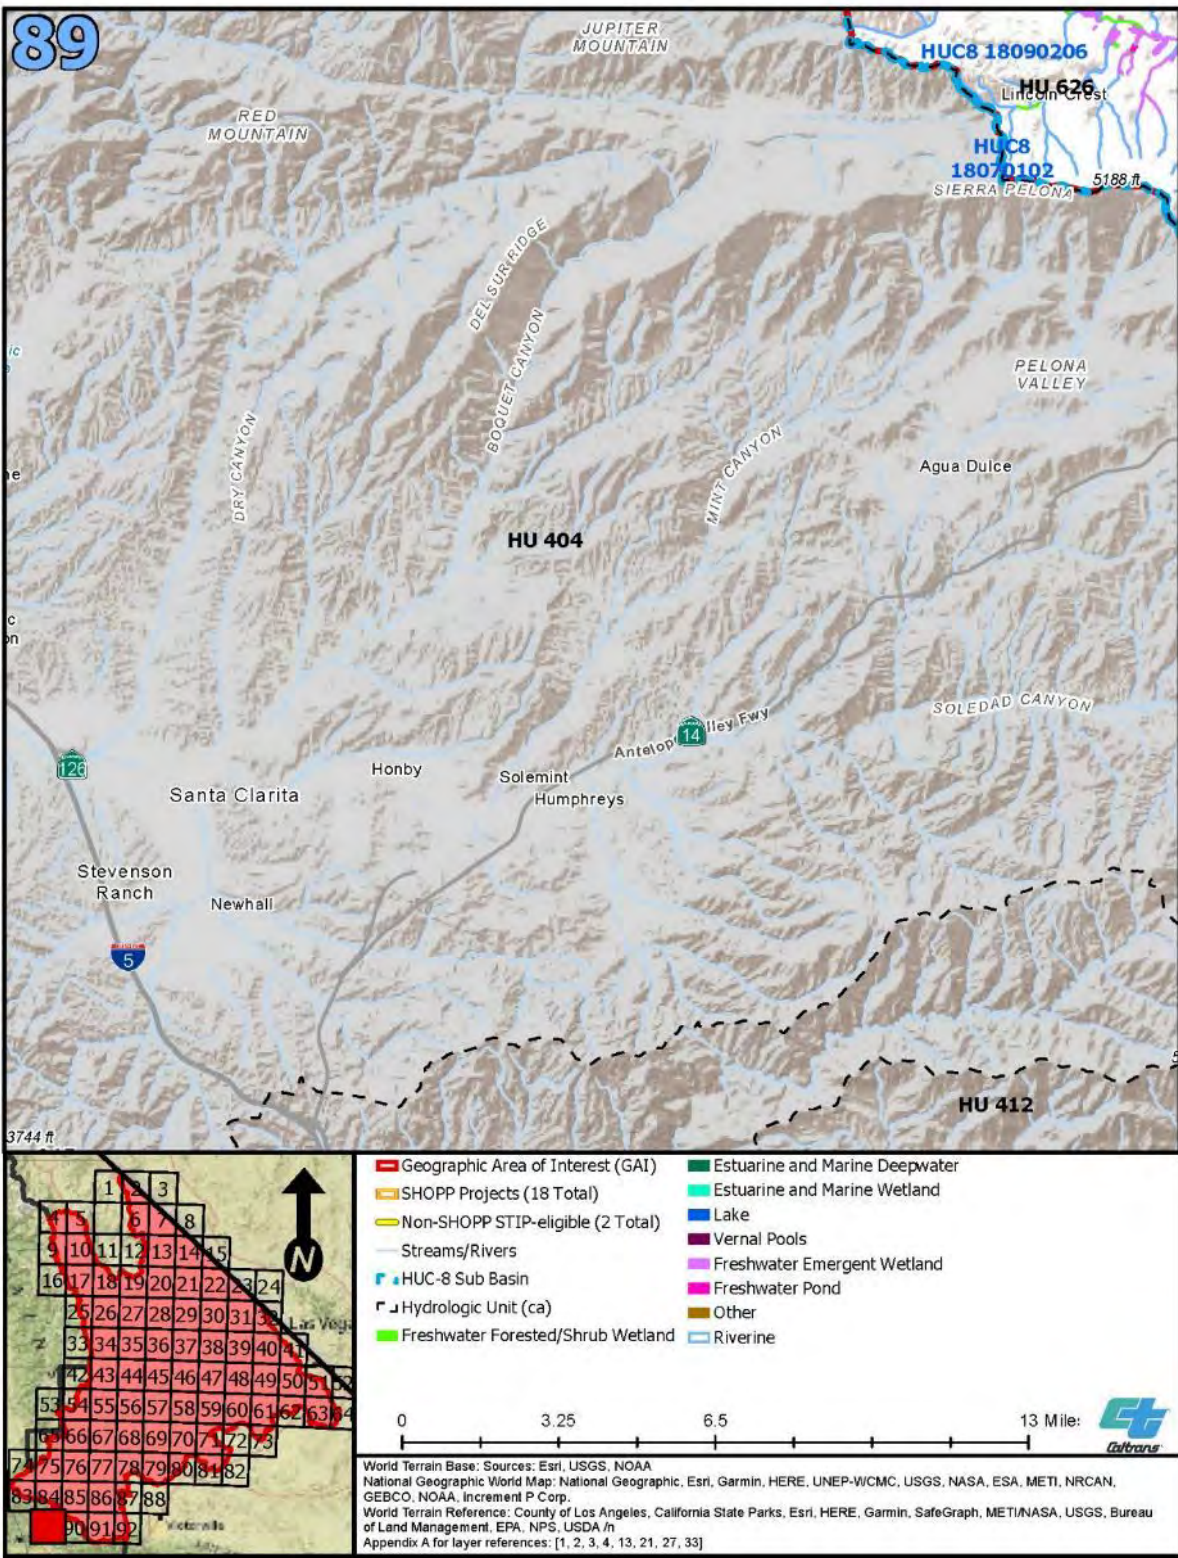 89
JUPITER
MOUNTAIN
HUC8 18090206
HU 626
Lincoln Crest
RED
MOUNTAIN
HUC8
18070102
5188 ft
SIERRA PELONA
DEL SUR RIDGE
BOQUET CANYON
ic
PELONA
VALLEY
DRY CANYON
MINT CANYON
Agua Dulce
ne
HU 404
c
on
SOLEDAD CANYON
Antelope Valley Fwy
14
126
Honby
Solemint
Santa Clarita
Humphreys
Stevenson
Ranch
Newhall
5
HU 412
3744 ft
1 2 3
4 5 6 7 8
9 10 11 12 13 14 15
16 17 18 19 20 21 22 23 24
25 26 27 28 29 30 31 32
Las Vega
33 34 35 36 37 38 39 40 41
42 43 44 45 46 47 48 49 50 51 52
53 54 55 56 57 58 59 60 61 62 63 64
65 66 67 68 69 70 71 72 73
74 75 76 77 78 79 80 81 82
83 84 85 86 87 88
90 91 92
Victorville
N
Geographic Area of Interest (GAI)
SHOPP Projects (18 Total)
Non-SHOPP STIP-eligible (2 Total)
Streams/Rivers
HUC-8 Sub Basin
Hydrologic Unit (ca)
Freshwater Forested/Shrub Wetland
Estuarine and Marine Deepwater
Estuarine and Marine Wetland
Lake
Vernal Pools
Freshwater Emergent Wetland
Freshwater Pond
Other
Riverine
0 3.25 6.5 13 Mile:
Caltrans
World Terrain Base: Sources: Esri, USGS, NOAA
National Geographic World Map: National Geographic, Esri, Garmin, HERE, UNEP-WCMC, USGS, NASA, ESA, METI, NRCAN,
GEBCO, NOAA, Increment P Corp.
World Terrain Reference: County of Los Angeles, California State Parks, Esri, HERE, Garmin, SafeGraph, METI/NASA, USGS, Bureau
of Land Management, EPA, NPS, USDA /n
Appendix A for layer references: [1, 2, 3, 4, 13, 21, 27, 33]